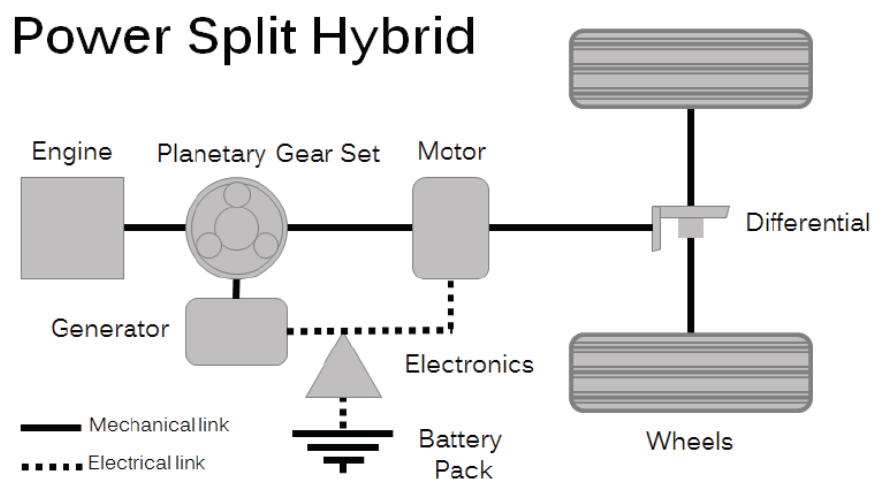 Power Split Hybrid
Engine
Planetary Gear Set
Motor
Differential
Generator
Electronics
Mechanical link
Electrical link
Battery
Pack
Wheels